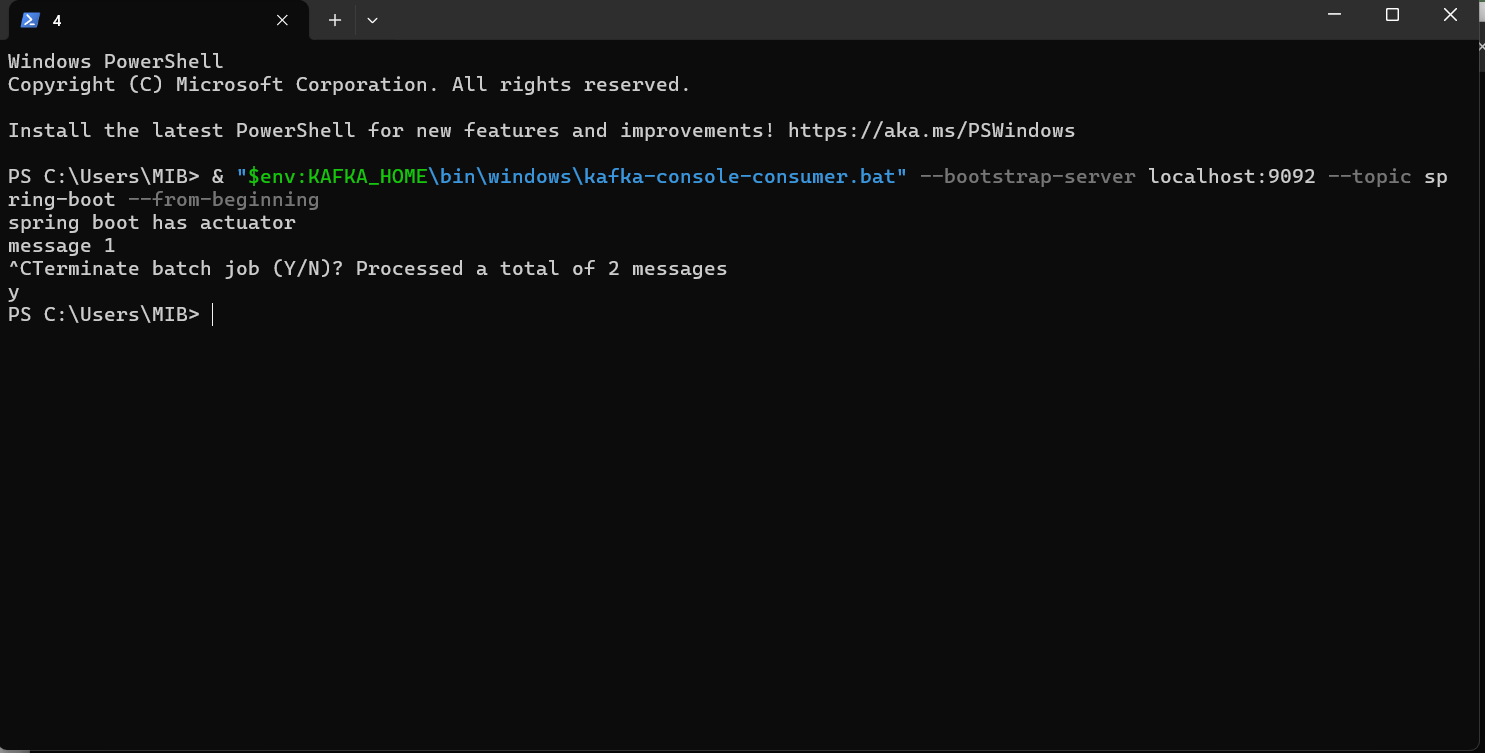 4
Windows PowerShell
Copyright (C) Microsoft Corporation. All rights reserved.
Install the latest PowerShell for new features and improvements! https://aka.ms/PSWindows
PS C:\Users\MIB> & "$env:KAFKA_HOME\bin\windows\kafka-console-consumer.bat" --bootstrap-server localhost:9092 --topic sp
ring-boot --from-beginning
spring boot has actuator
message 1
^CTerminate batch job (Y/N)? Processed a total of 2 messages
y
PS C:\Users\MIB>